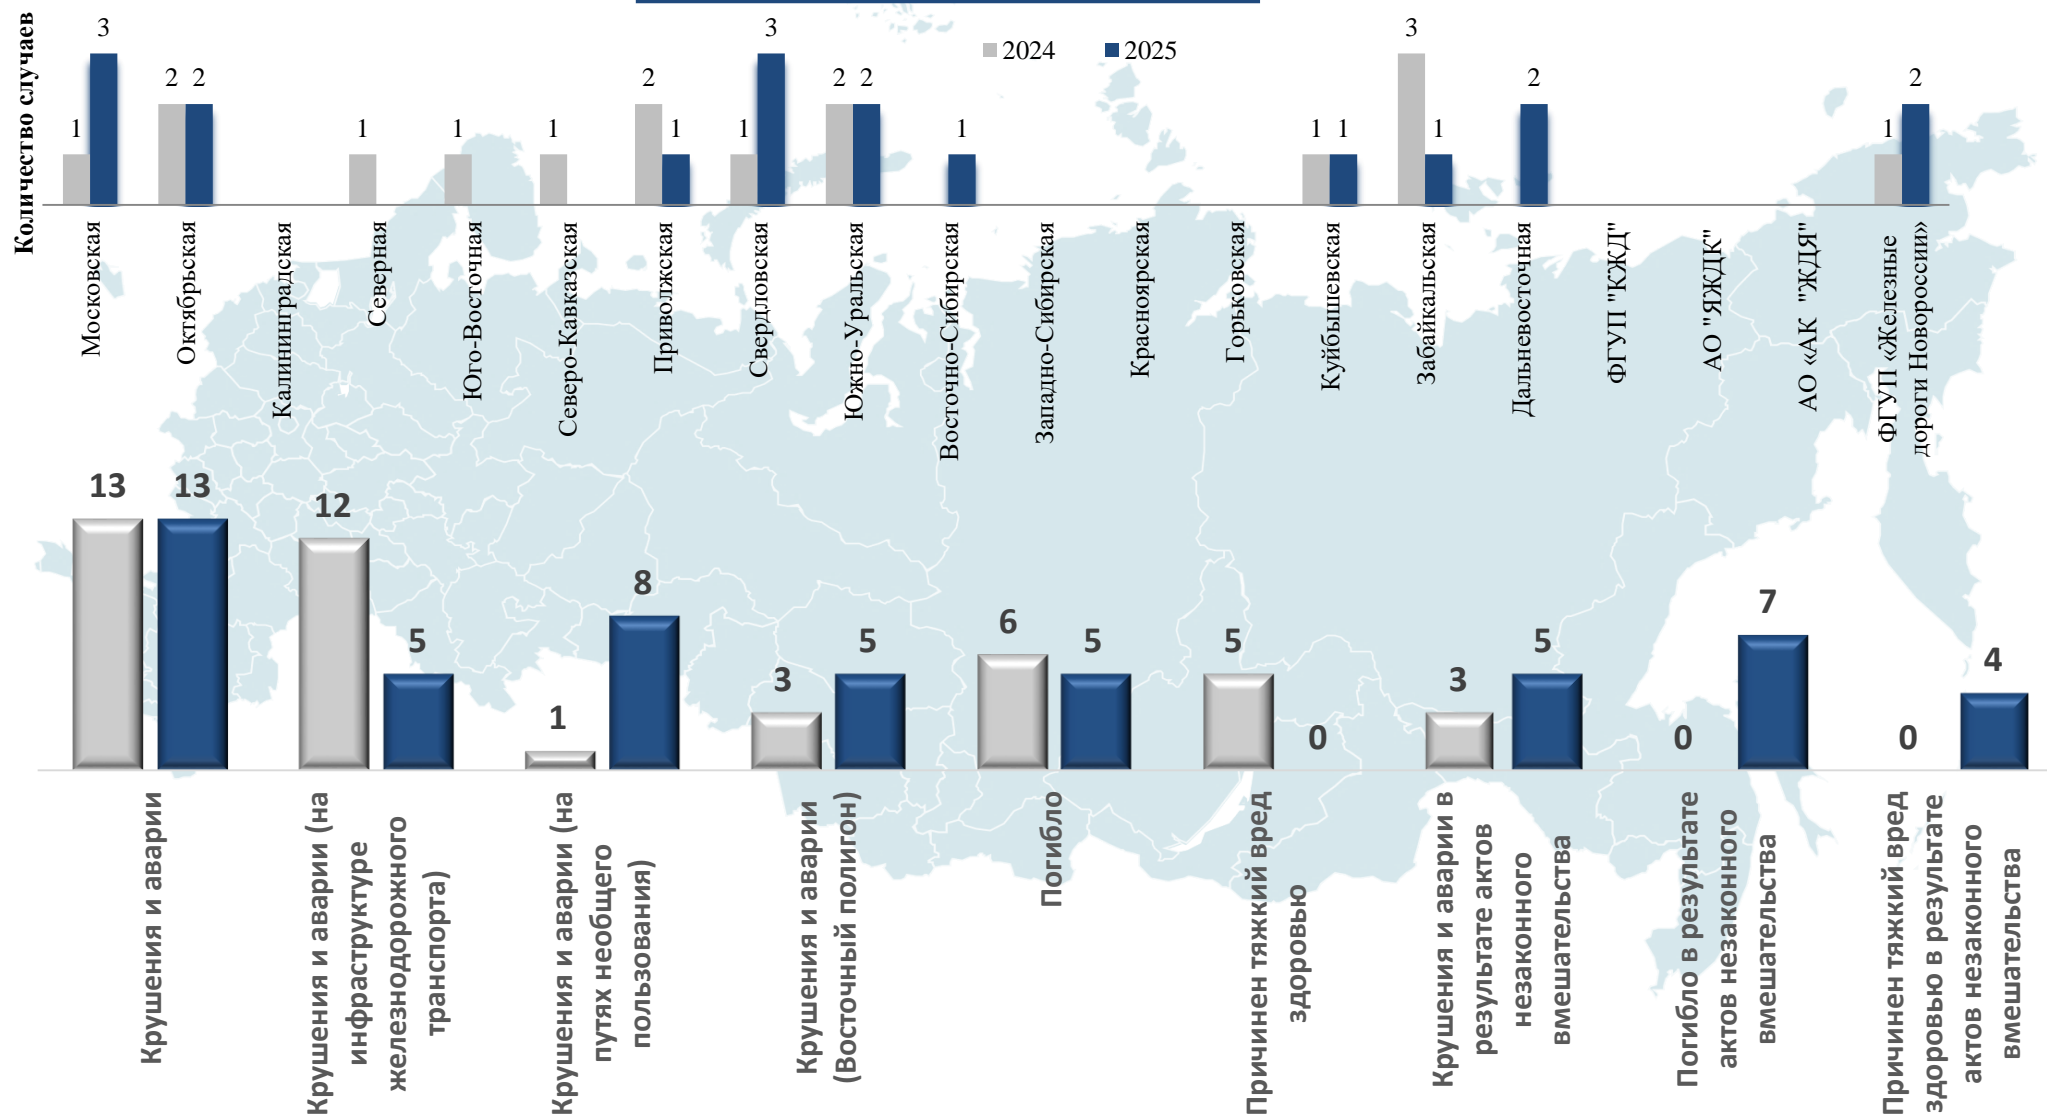 Количество случаев
2024
2025
1 3
2 2
1
1
1
2 1
1 3
2 2
1
1 1
3 1
2
1 2
Московская
Октябрьская
Калининградская
Северная
Юго-Восточная
Северо-Кавказская
Приволжская
Свердловская
Южно-Уральская
Восточно-Сибирская
Западно-Сибирская
Красноярская
Горьковская
Куйбышевская
Забайкальская
Дальневосточная
ФГУП "КЖД"
АО "ЯЖДК"
АО «АК "ЖДЯ"
ФГУП «Железные
дороги Новороссии»
13 13
12 5
1 8
3 5
6 5
5 0
3 5
0 7
0 4
Крушения и аварии
Крушения и аварии (на
инфраструктуре
железнодорожного
транспорта)
Крушения и аварии (на
путях необщего
пользования)
Крушения и аварии
(Восточный полигон)
Погибло
Причинен тяжкий вред
здоровью
Крушения и аварии в
результате актов
незаконного
вмешательства
Погибло в результате
актов незаконного
вмешательства
Причинен тяжкий вред
здоровью в результате
актов незаконного
вмешательства